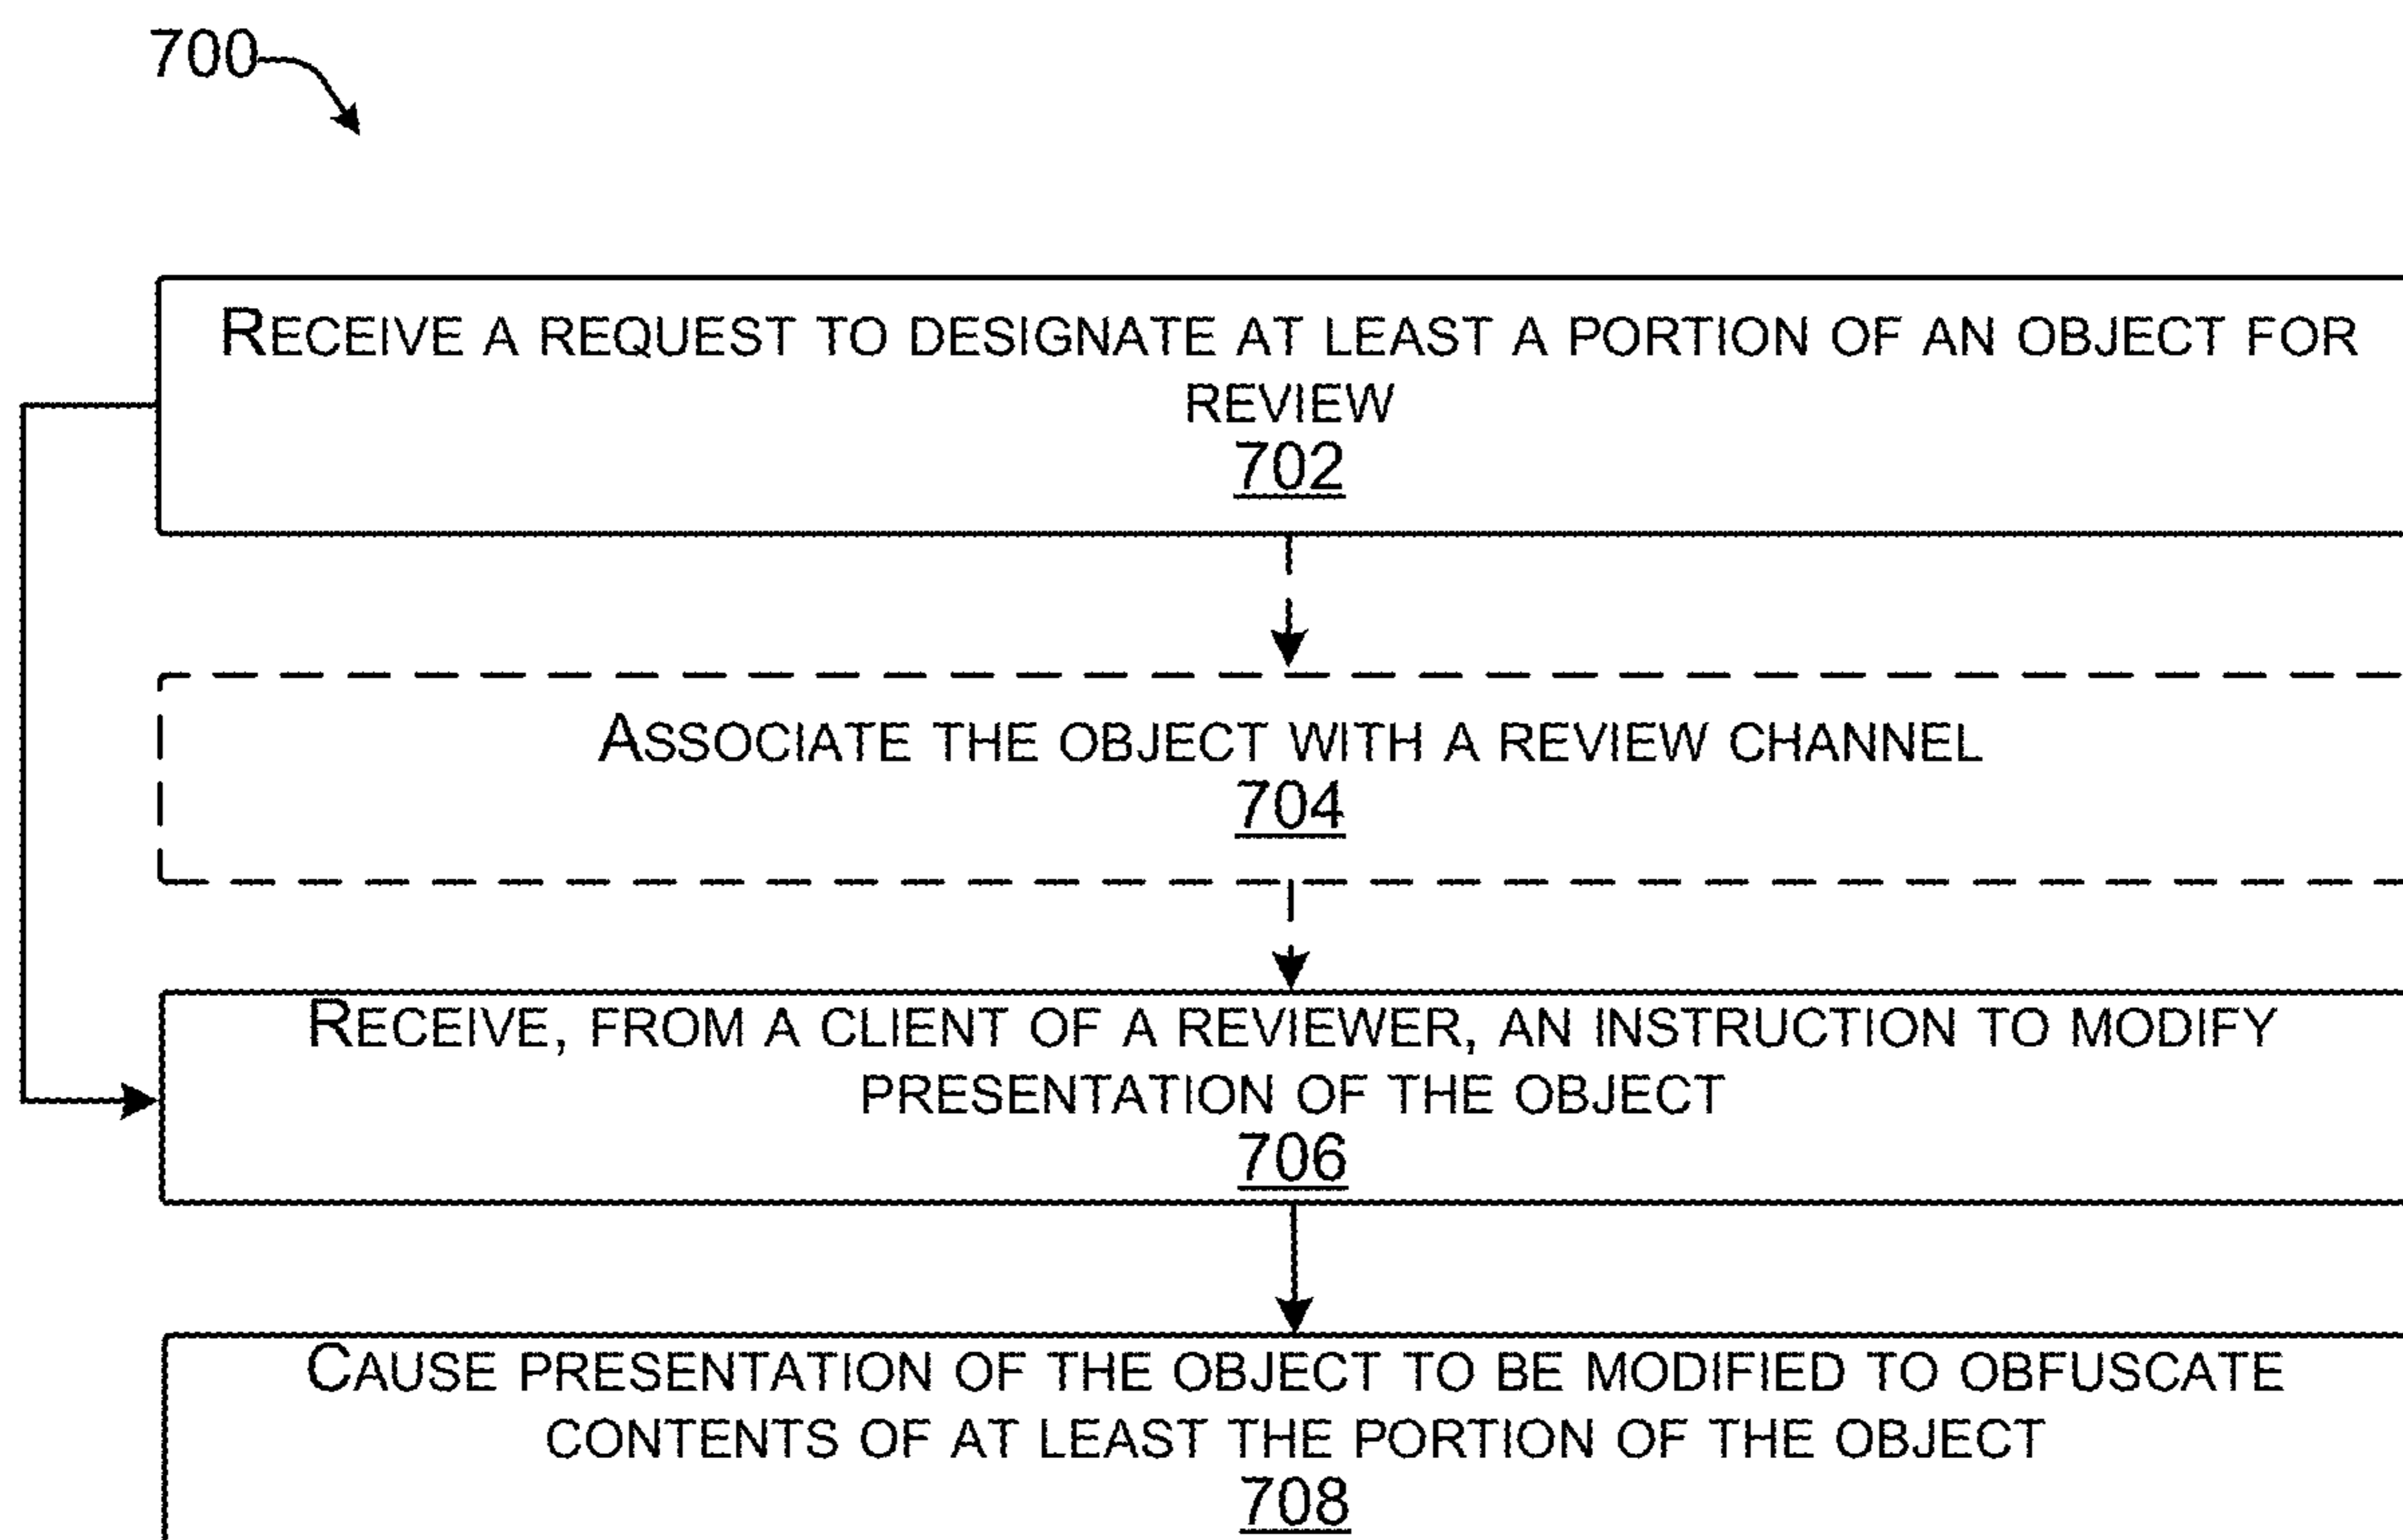 700
RECEIVE A REQUEST TO DESIGNATE AT LEAST A PORTION OF AN OBJECT FOR
REVIEW
702
ASSOCIATE THE OBJECT WITH A REVIEW CHANNEL
704
RECEIVE, FROM A CLIENT OF A REVIEWER, AN INSTRUCTION TO MODIFY
PRESENTATION OF THE OBJECT
706
CAUSE PRESENTATION OF THE OBJECT TO BE MODIFIED TO OBFUSCATE
CONTENTS OF AT LEAST THE PORTION OF THE OBJECT
708